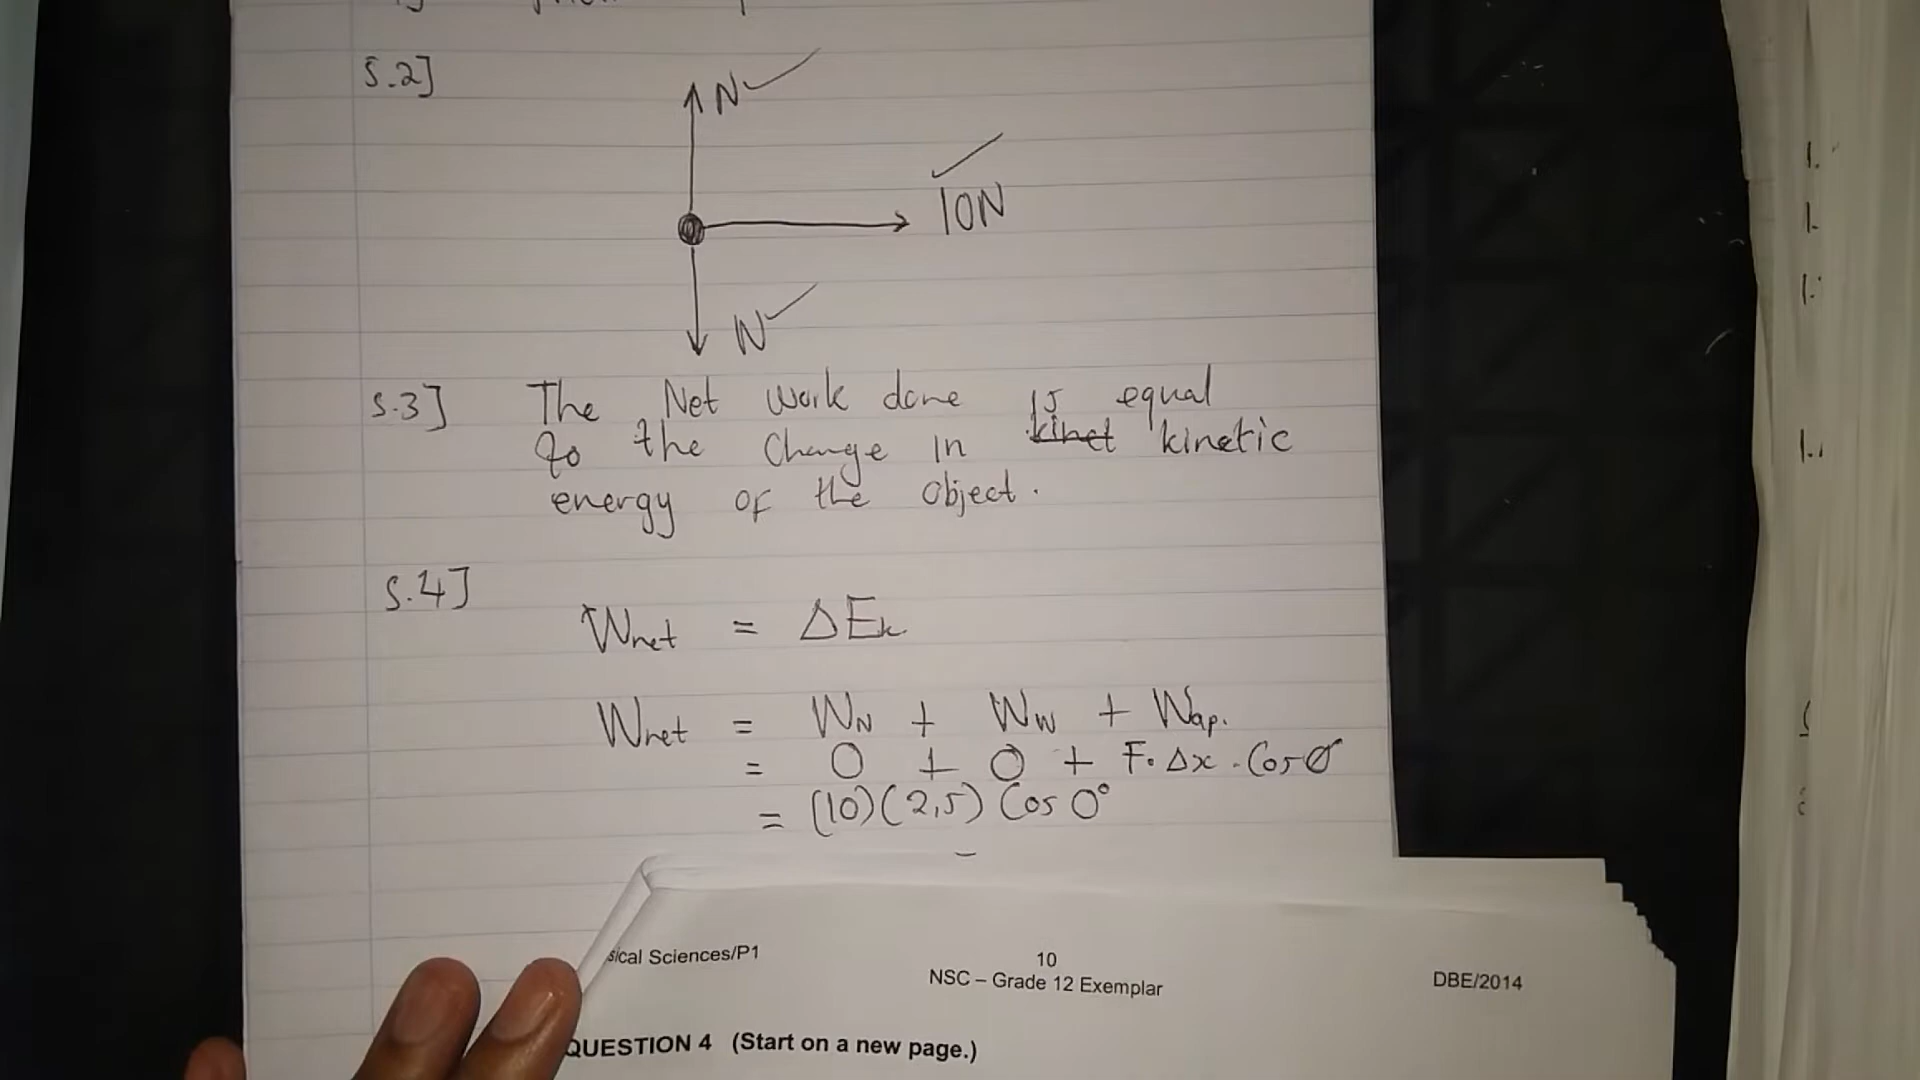 5.2]
N
10N
W
5.3] The Net work done is equal
to the change in kinet kinetic
energy of the object.
5.4]
Wnet = ΔEk
Wnet = WN + Ww + Wap.
= 0 + 0 + F.Δx.Cosθ
= (10)(2,5) Cos 0°
sical Sciences/P1 10 DBE/2014
NSC – Grade 12 Exemplar
QUESTION 4 (Start on a new page.)